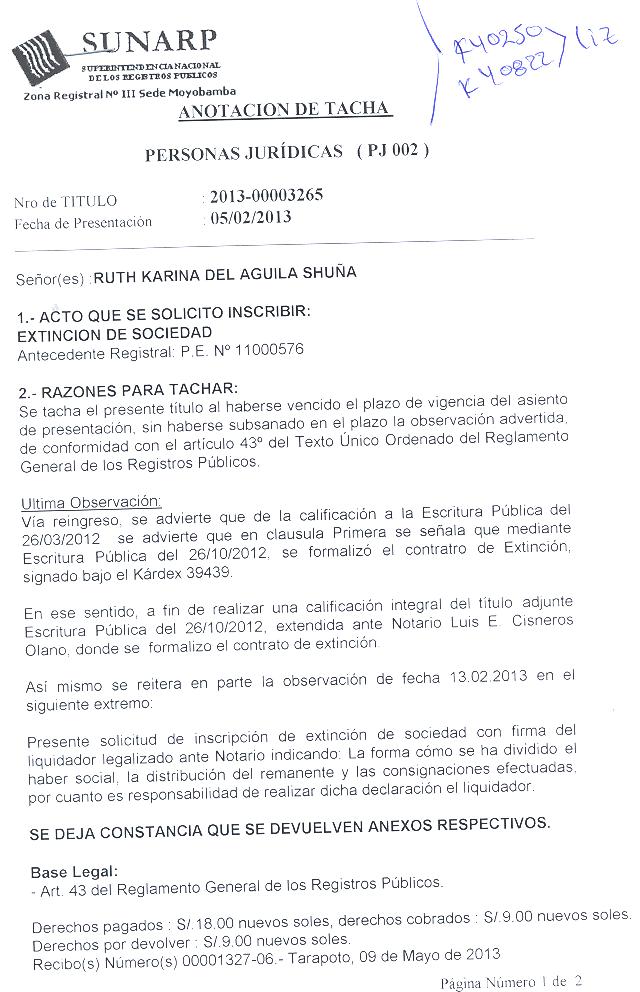 SUNARP
SUPERINTENDENCIA NACIONAL
DE LOS REGISTROS PUBLICOS
Zona Registral Nº III Sede Moyobamba
K40250
K40822
Liz
ANOTACION DE TACHA
PERSONAS JURÍDICAS ( PJ 002 )
Nro de TITULO : 2013-00003265
Fecha de Presentación : 05/02/2013
Señor(es) :RUTH KARINA DEL AGUILA SHUÑA
1.- ACTO QUE SE SOLICITO INSCRIBIR:
EXTINCION DE SOCIEDAD
Antecedente Registral: P.E. Nº 11000576
2.- RAZONES PARA TACHAR:
Se tacha el presente título al haberse vencido el plazo de vigencia del asiento
de presentación, sin haberse subsanado en el plazo la observación advertida,
de conformidad con el artículo 43º del Texto Único Ordenado del Reglamento
General de los Registros Públicos.
Ultima Observación:
Vía reingreso, se advierte que de la calificación a la Escritura Pública del
26/03/2012 se advierte que en clausula Primera se señala que mediante
Escritura Pública del 26/10/2012, se formalizó el contratro de Extinción,
signado bajo el Kárdex 39439.
En ese sentido, a fin de realizar una calificación integral del título adjunte
Escritura Pública del 26/10/2012, extendida ante Notario Luis E. Cisneros
Olano, donde se formalizo el contrato de extinción.
Así mismo se reitera en parte la observación de fecha 13.02.2013 en el
siguiente extremo:
Presente solicitud de inscripción de extinción de sociedad con firma del
liquidador legalizado ante Notario indicando: La forma cómo se ha dividido el
haber social, la distribución del remanente y las consignaciones efectuadas,
por cuanto es responsabilidad de realizar dicha declaración el liquidador.
SE DEJA CONSTANCIA QUE SE DEVUELVEN ANEXOS RESPECTIVOS.
Base Legal:
- Art. 43 del Reglamento General de los Registros Públicos.
Derechos pagados : S/.18.00 nuevos soles, derechos cobrados : S/.9.00 nuevos soles.
Derechos por devolver : S/.9.00 nuevos soles.
Recibo(s) Número(s) 00001327-06.- Tarapoto, 09 de Mayo de 2013
Página Número 1 de 2